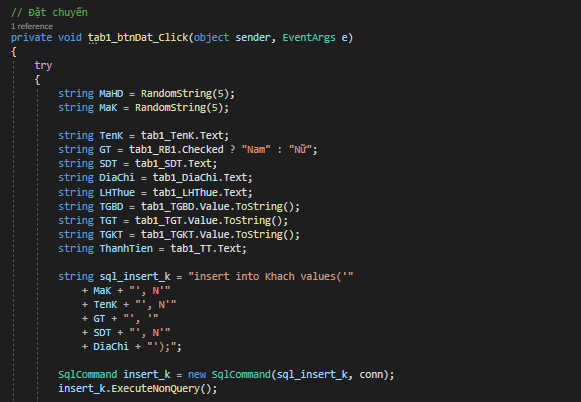 // Đặt chuyến
1 reference
private void tab1_btnDat_Click(object sender, EventArgs e)
{
try
{
string MaHD = RandomString(5);
string MaK = RandomString(5);
string TenK = tab1_TenK.Text;
string GT = tab1_RB1.Checked ? "Nam" : "Nữ";
string SDT = tab1_SDT.Text;
string DiaChi = tab1_DiaChi.Text;
string LHThue = tab1_LHThue.Text;
string TGBD = tab1_TGBD.Value.ToString();
string TGT = tab1_TGT.Value.ToString();
string TGKT = tab1_TGKT.Value.ToString();
string ThanhTien = tab1_TT.Text;
string sql_insert_k = "insert into Khach values('"
+ MaK + "', N'"
+ TenK + "', N'"
+ GT + "', '"
+ SDT + "', N'"
+ DiaChi + "');";
SqlCommand insert_k = new SqlCommand(sql_insert_k, conn);
insert_k.ExecuteNonQuery();